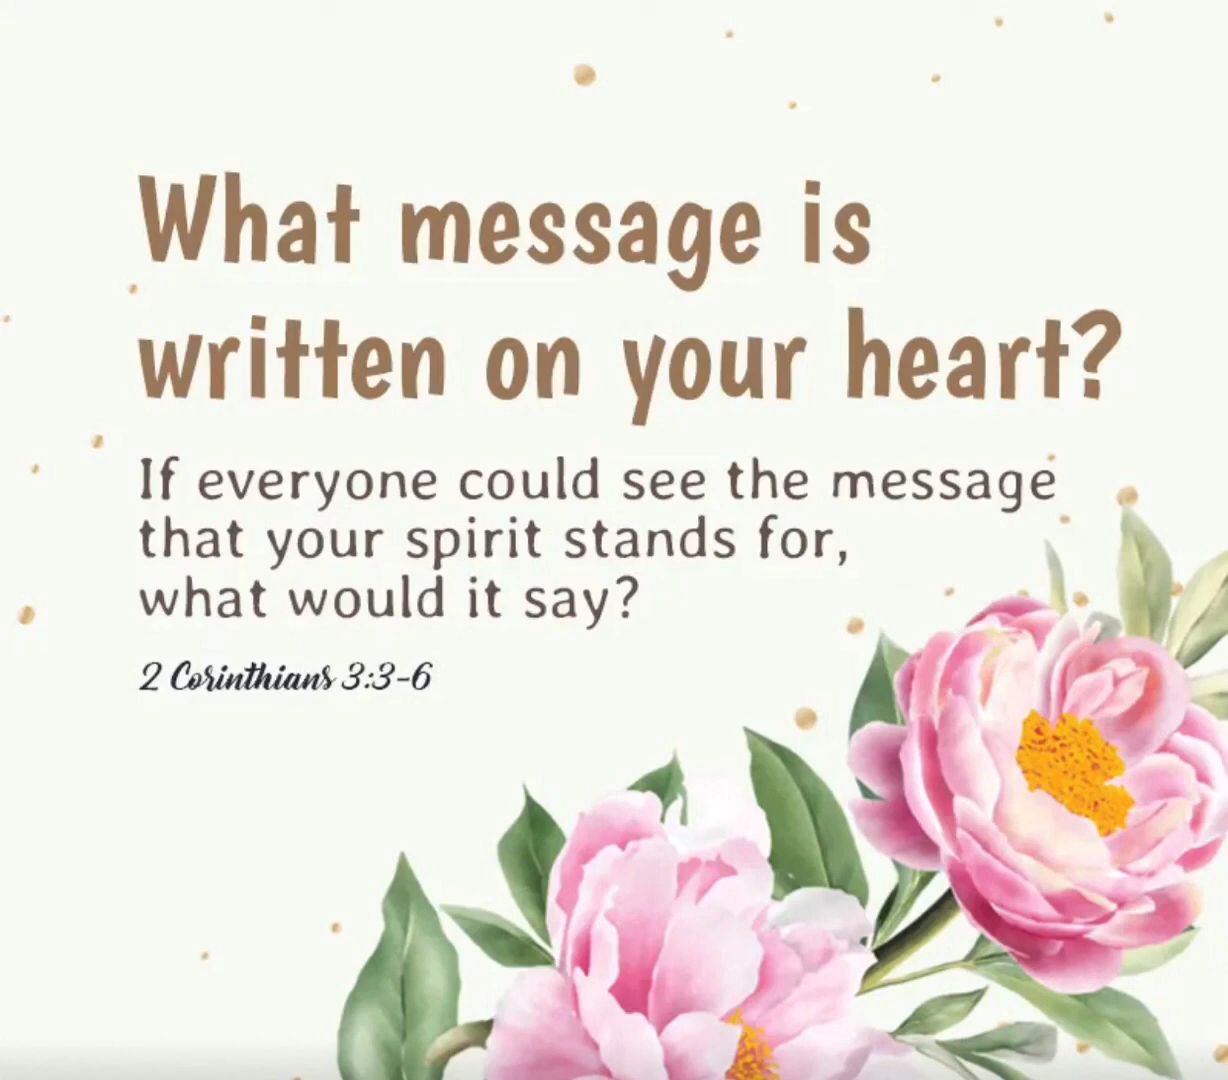 What message is
written on your heart?
If everyone could see the message
that your spirit stands for,
what would it say?
2 Corinthians 3:3-6